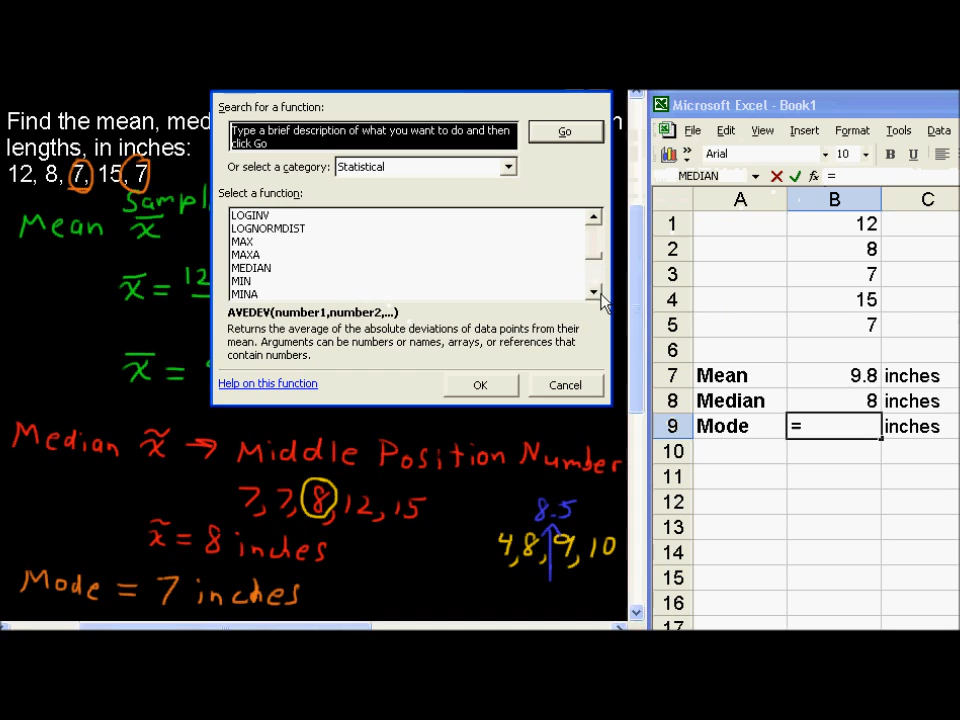 Find the mean, med
n
lengths, in inches:
12, 8, 7, 15, 7
Sampl
Mean x̄
x̄ = 12
x̄ =
Median x̃ → Middle Position Number
7, 7, 8, 12, 15
x̃ = 8 inches
8.5
4, 8, 9, 10
Mode = 7 inches
Search for a function:
Type a brief description of what you want to do and then
click Go
Go
Or select a category: Statistical
Select a function:
LOGINV
LOGNORMDIST
MAX
MAXA
MEDIAN
MIN
MINA
AVEDEV(number1,number2,...)
Returns the average of the absolute deviations of data points from their
mean. Arguments can be numbers or names, arrays, or references that
contain numbers.
Help on this function
OK Cancel
Microsoft Excel - Book1
File Edit View Insert Format Tools Data
Arial 10 B U
MEDIAN fx =
A B C
1 12
2 8
3 7
4 15
5 7
6
7 Mean 9.8 inches
8 Median 8 inches
9 Mode = inches
10
11
12
13
14
15
16
17